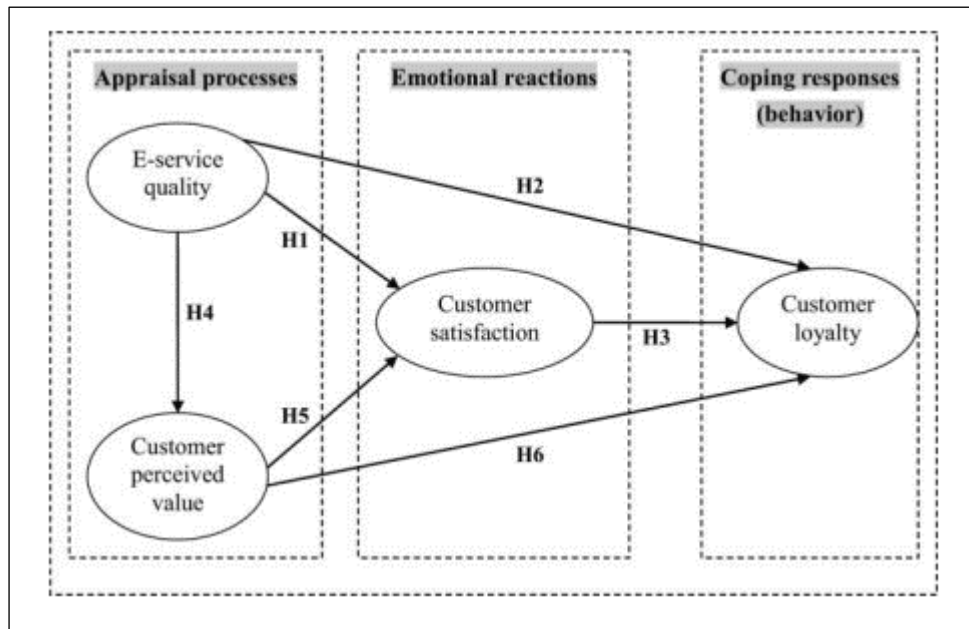 Appraisal processes
Emotional reactions
Coping responses
(behavior)
E-service
quality
H2
H1
H4
Customer
satisfaction
H3
Customer
loyalty
H5
H6
Customer
perceived
value